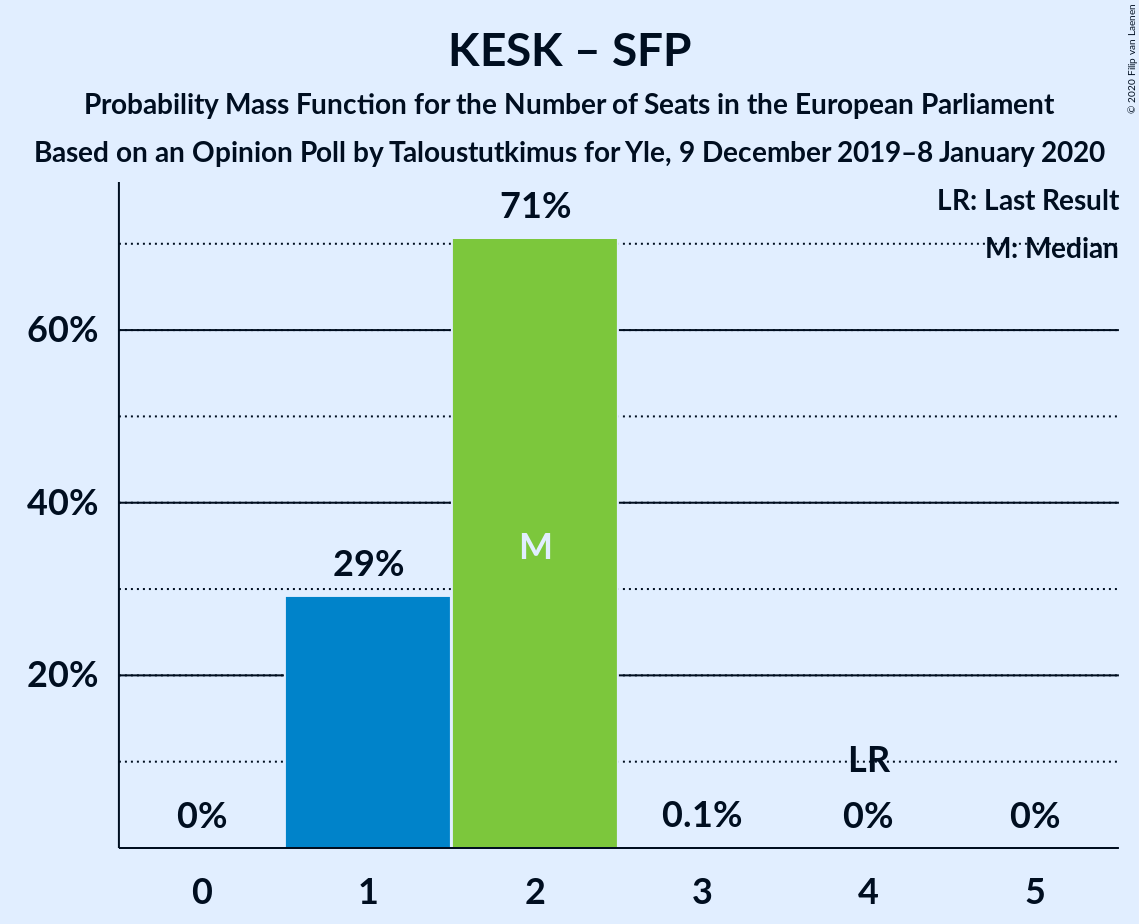 KESK – SFP
Probability Mass Function for the Number of Seats in the European Parliament
Based on an Opinion Poll by Taloustutkimus for Yle, 9 December 2019–8 January 2020
© 2020 Filip van Laenen
LR: Last Result
M: Median
71%
60%
M
40%
29%
20%
LR
0%
0.1%
0%
0%
0 1 2 3 4 5